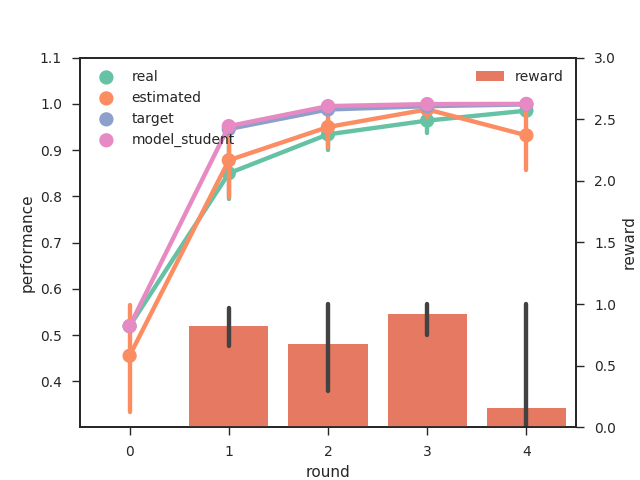 real
estimated
target
model_student
reward
1.1
1.0
0.9
0.8
0.7
0.6
0.5
0.4
performance
3.0
2.5
2.0
1.5
1.0
0.5
0.0
reward
0 1 2 3 4
round